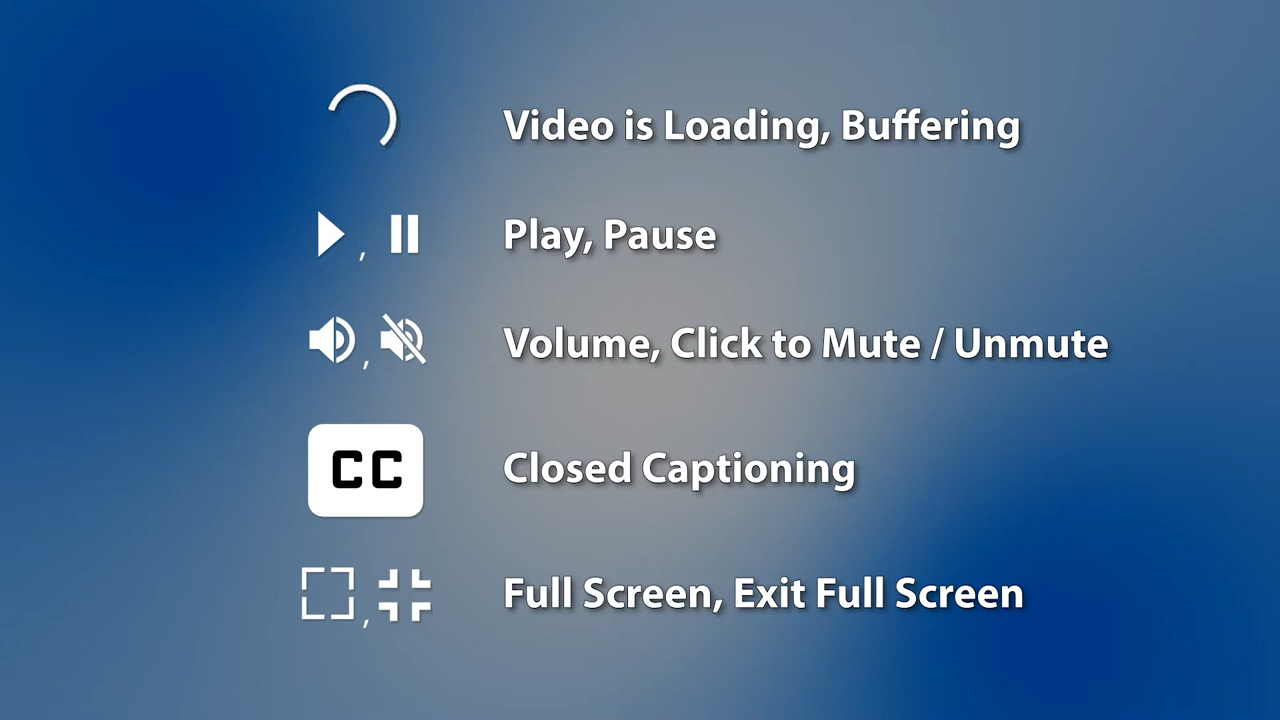 Video is Loading, Buffering
, Play, Pause
, Volume, Click to Mute / Unmute
CC Closed Captioning
, Full Screen, Exit Full Screen